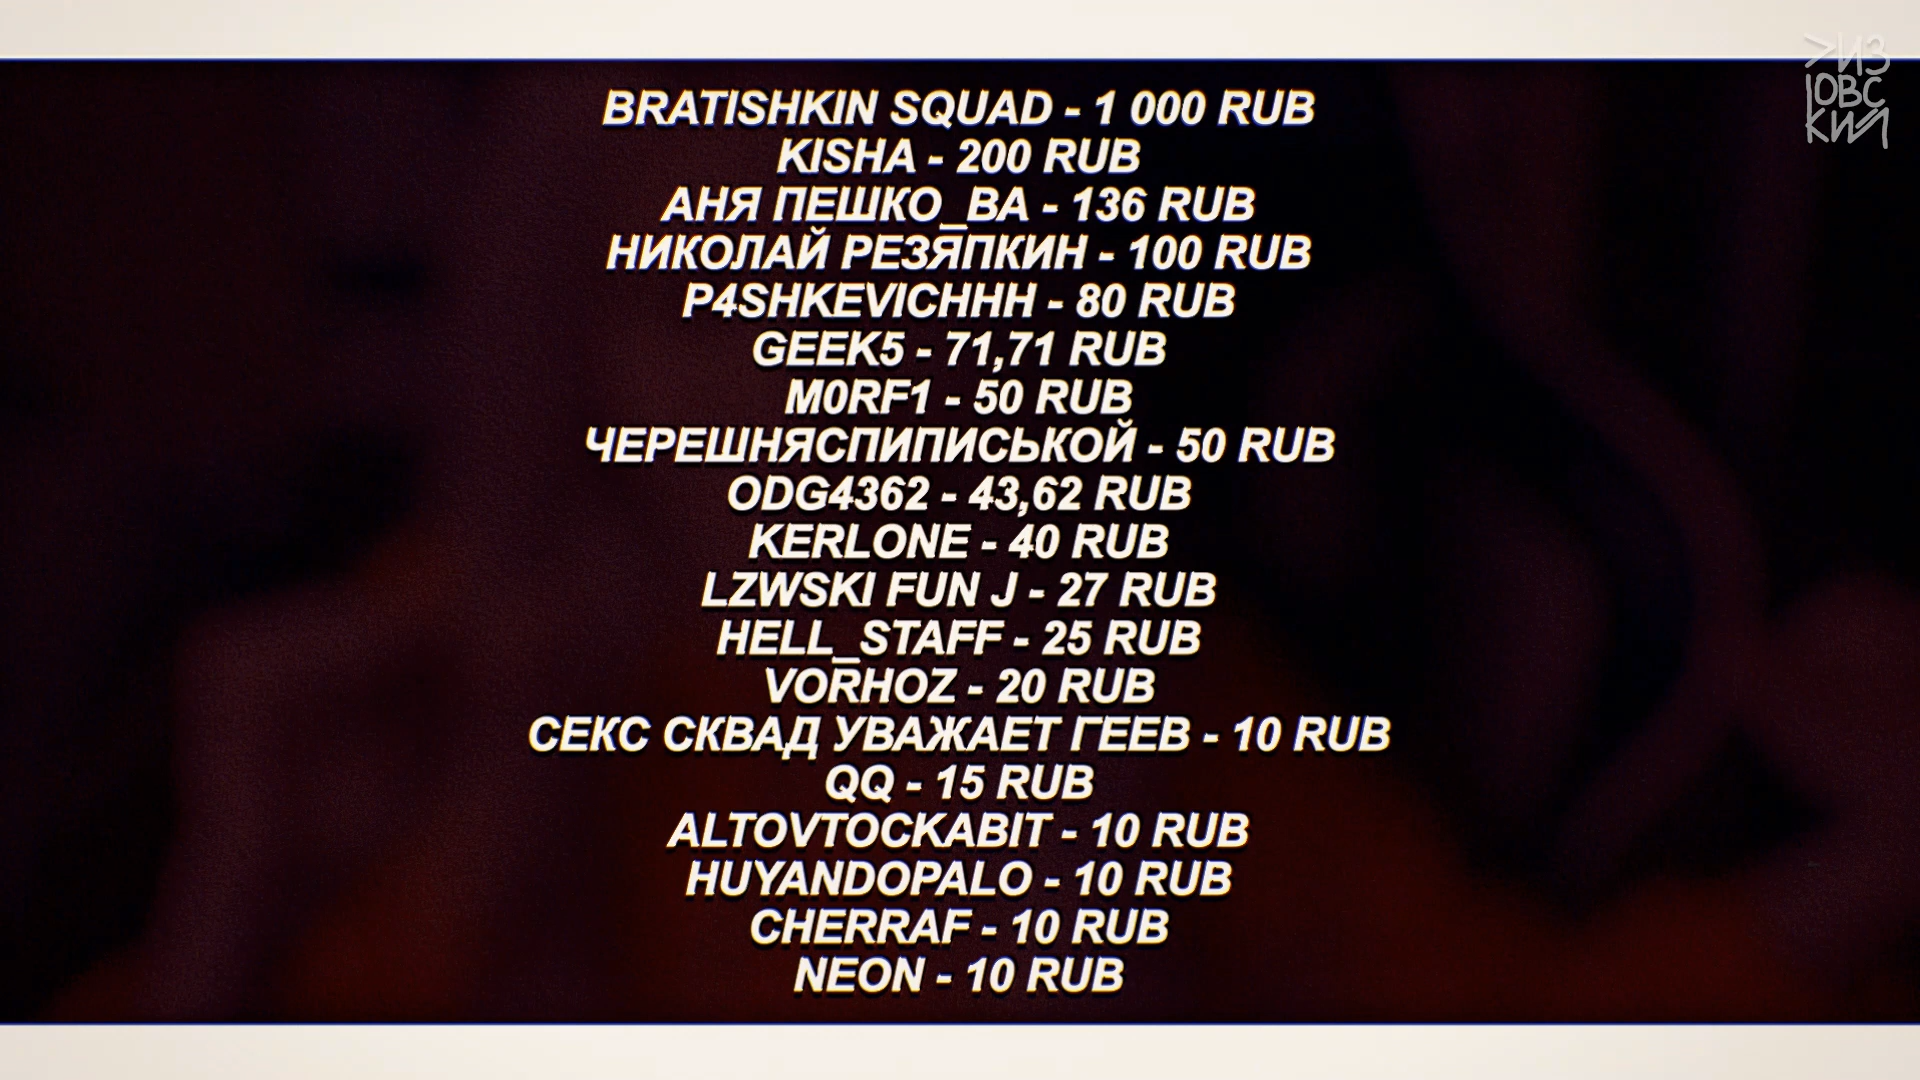 BRATISHKIN SQUAD - 1 000 RUB
KISHA - 200 RUB
АНЯ ПЕШКО_ВА - 136 RUB
НИКОЛАЙ РЕЗЯПКИН - 100 RUB
P4SHKEVICHHH - 80 RUB
GEEK5 - 71,71 RUB
M0RF1 - 50 RUB
ЧЕРЕШНЯСПИПИСЬКОЙ - 50 RUB
ODG4362 - 43,62 RUB
KERLONE - 40 RUB
LZWSKI FUN J - 27 RUB
HELL_STAFF - 25 RUB
VORHOZ - 20 RUB
СЕКС СКВАД УВАЖАЕТ ГЕЕВ - 10 RUB
QQ - 15 RUB
ALTOVTOCKABIT - 10 RUB
HUYANDOPALO - 10 RUB
CHERRAF - 10 RUB
NEON - 10 RUB